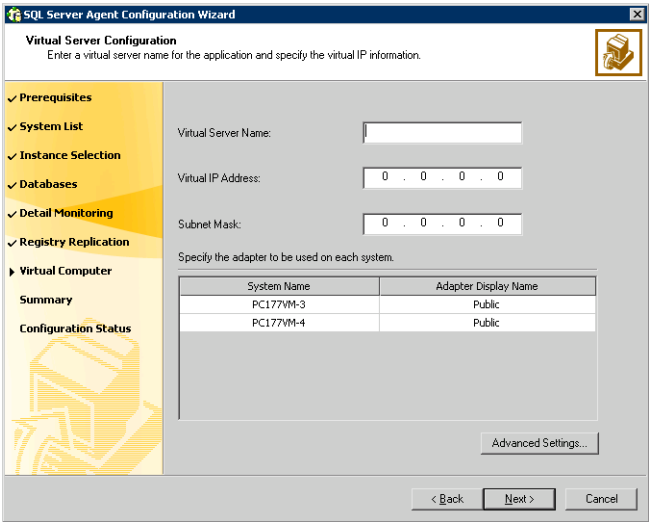 SQL Server Agent Configuration Wizard
Virtual Server Configuration
Enter a virtual server name for the application and specify the virtual IP information.
Prerequisites
System List
Instance Selection
Databases
Detail Monitoring
Registry Replication
Virtual Computer
Summary
Configuration Status
Virtual Server Name:
Virtual IP Address: 0 . 0 . 0 . 0
Subnet Mask: 0 . 0 . 0 . 0
Specify the adapter to be used on each system.
System Name Adapter Display Name
PC177VM-3 Public
PC177VM-4 Public
Advanced Settings...
< Back Next > Cancel